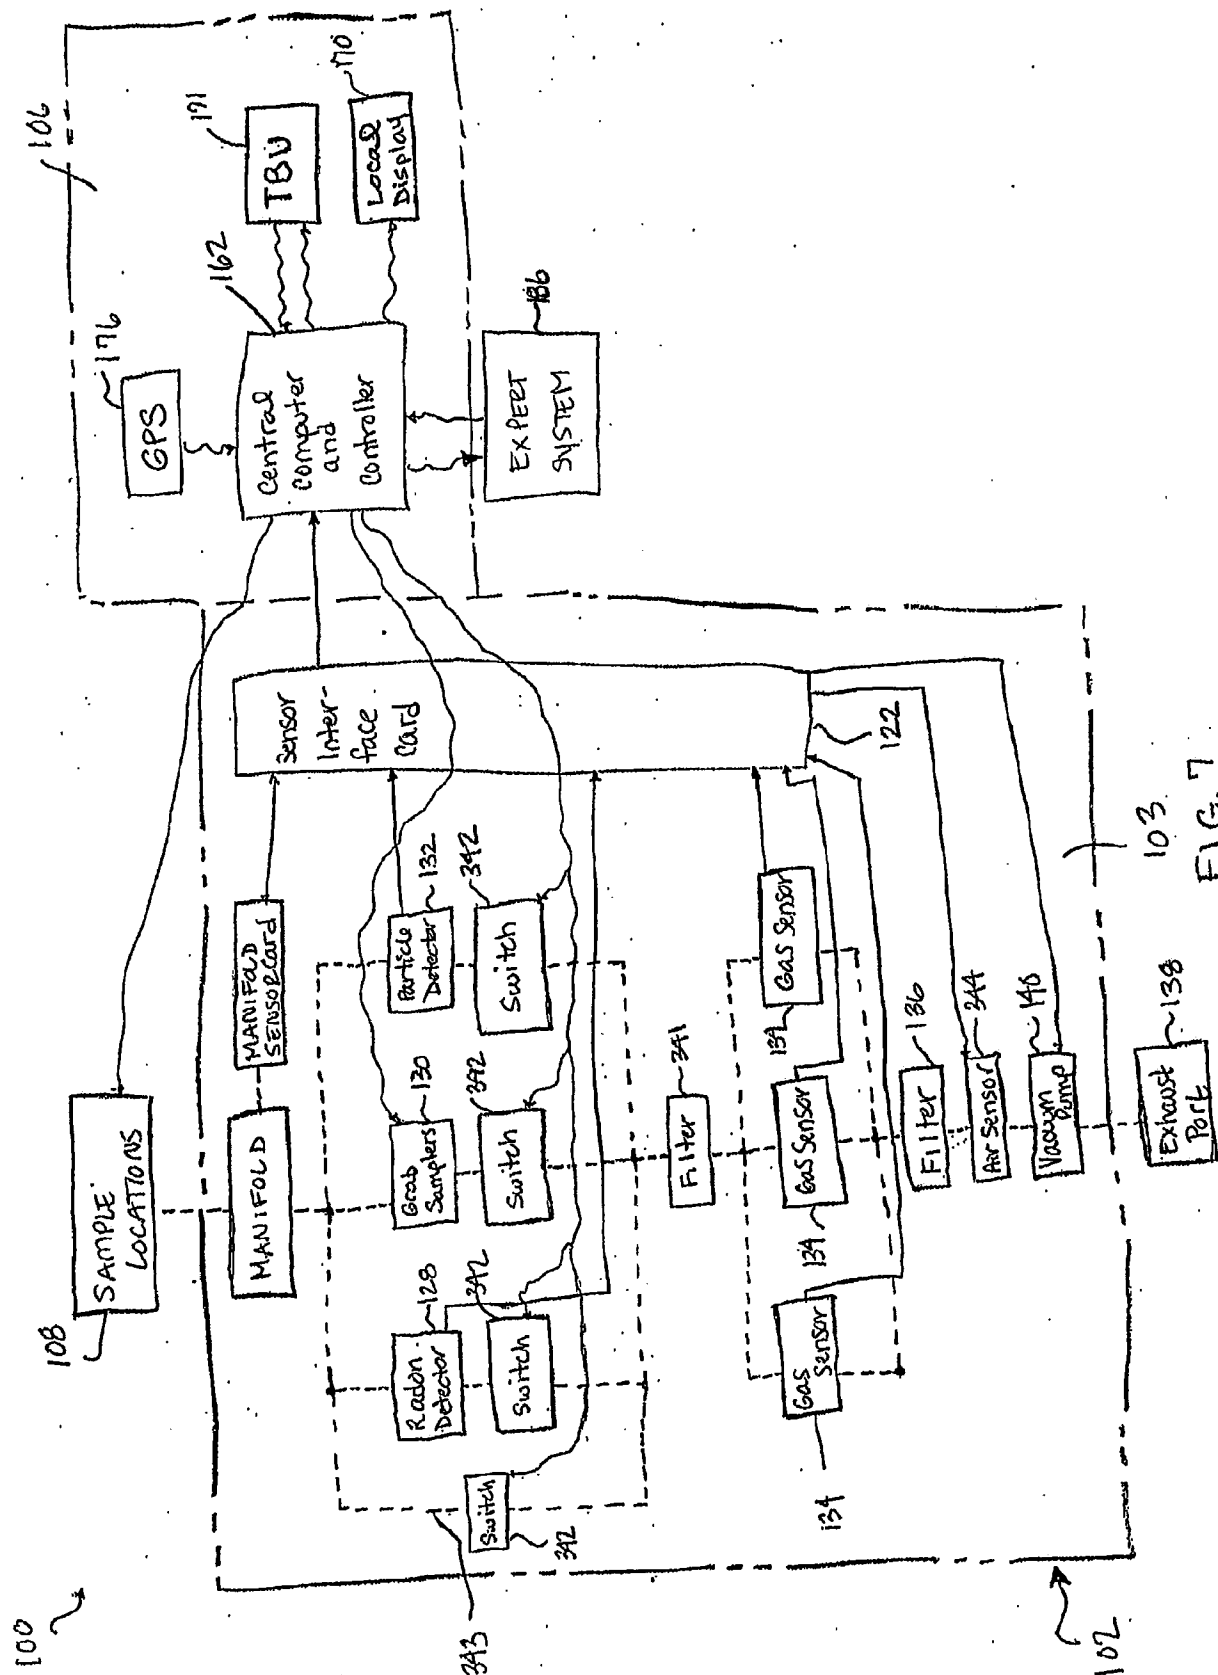 100
108
SAMPLE
LOCATIONS
MANIFOLD
MANIFOLD
SENSOR Card
Sensor
Inter-
face
Card
122
106
176
GPS
162
Central
Computer
and
Controller
171
TBU
170
Local
Display
186
EXPERT
SYSTEM
343
Switch
342
Radon
Detector
128
Switch
342
Grab
Samplers
130
Switch
342
Particle
Detector
132
Switch
342
Filter
341
Gas
Sensor
134
Gas Sensor
134
Gas Sensor
134
Filter
136
Air Sensor
344
Vacuum
Pump
140
Exhaust
Port
138
102
103
FIG. 7